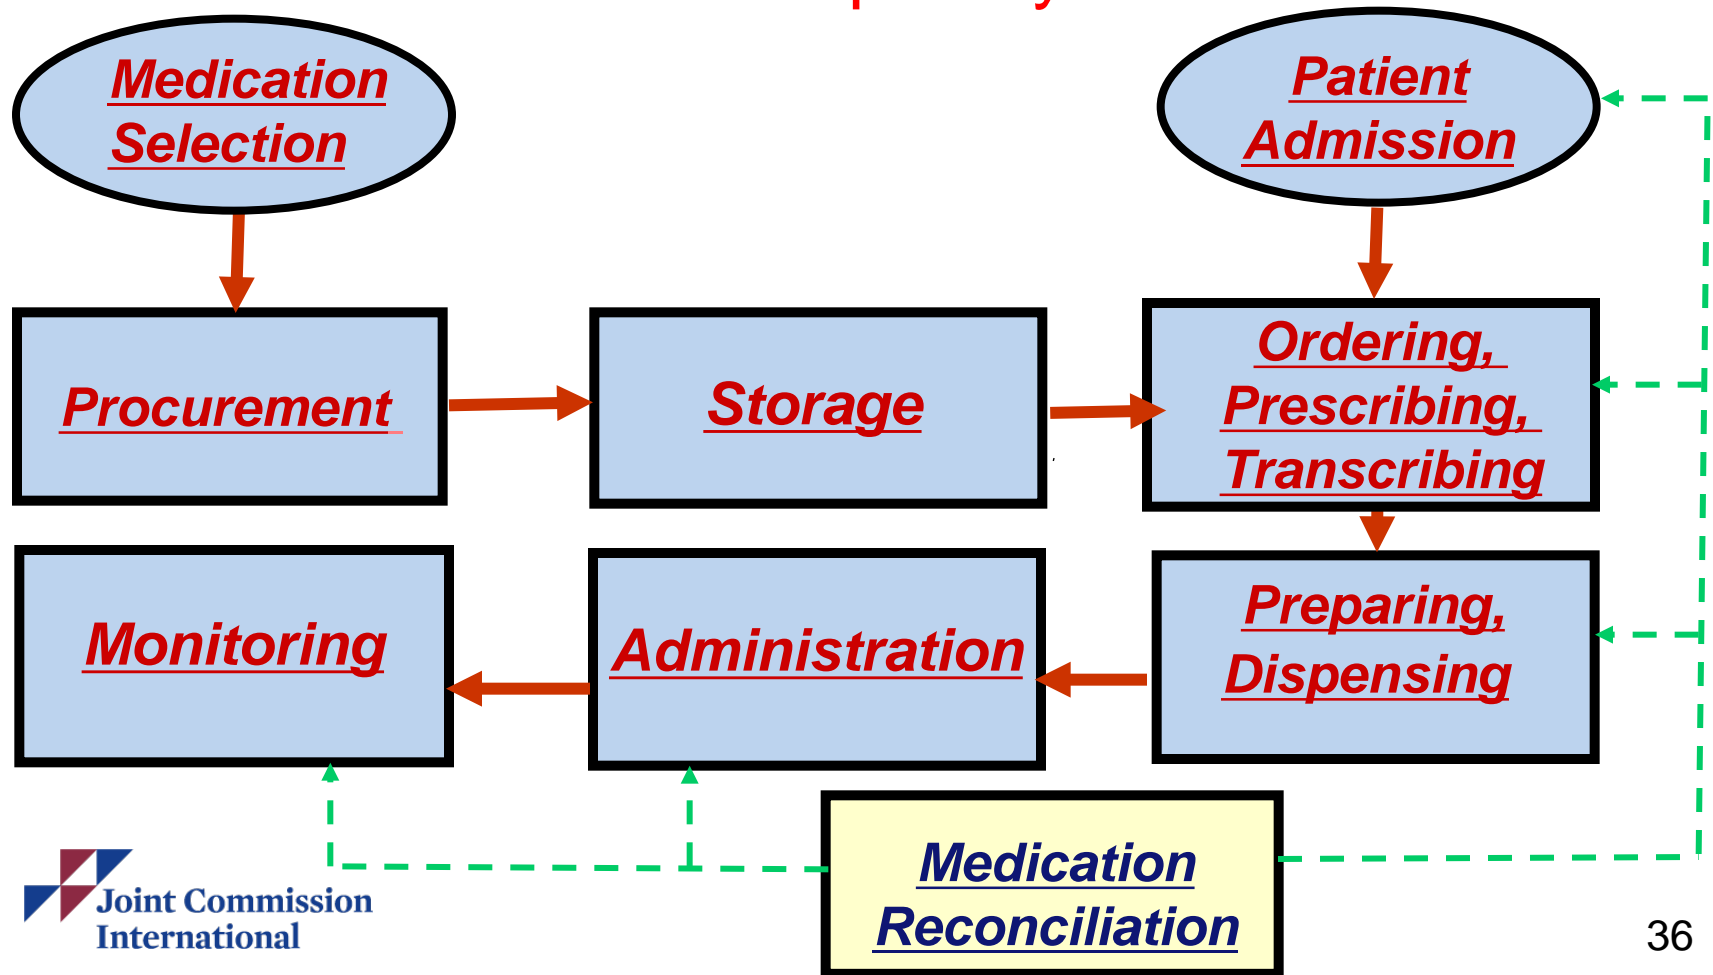 Medication
Selection
Patient
Admission
Procurement
Storage
Ordering,
Prescribing,
Transcribing
Monitoring
Administration
Preparing,
Dispensing
Medication
Reconciliation
Joint Commission
International
36